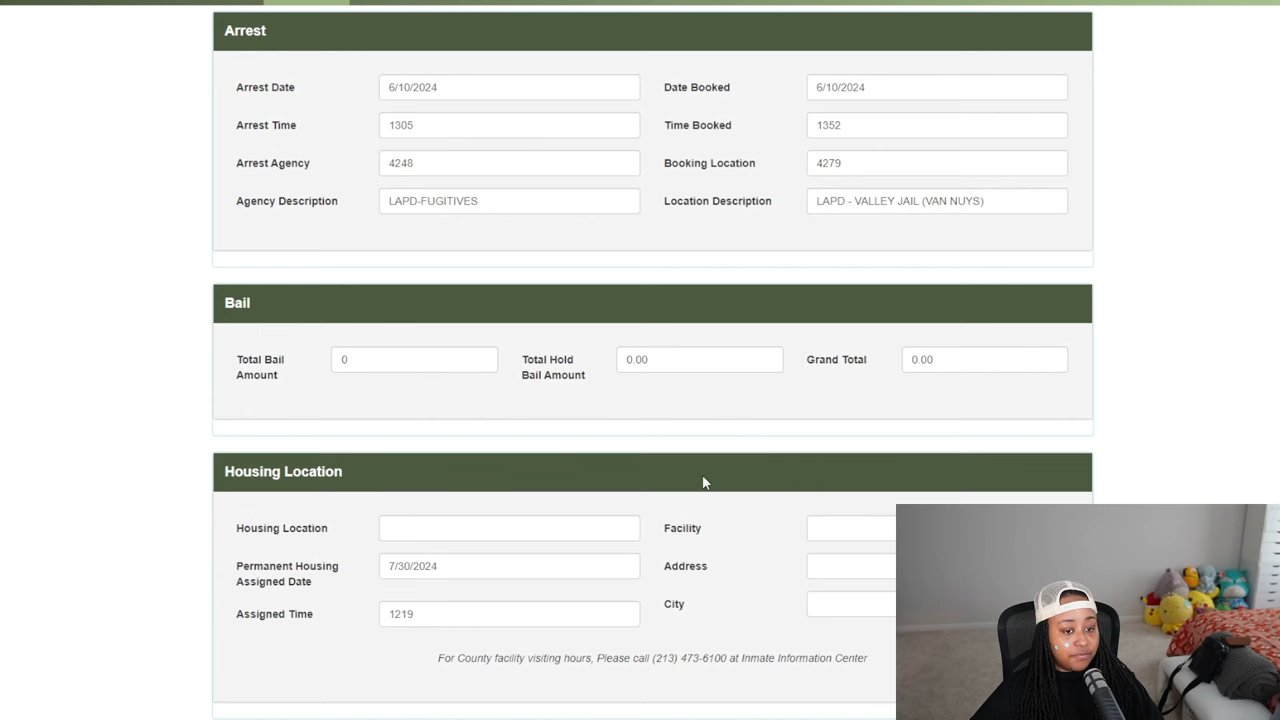 Arrest
Arrest Date 6/10/2024 Date Booked 6/10/2024
Arrest Time 1305 Time Booked 1352
Arrest Agency 4248 Booking Location 4279
Agency Description LAPD-FUGITIVES Location Description LAPD - VALLEY JAIL (VAN NUYS)
Bail
Total Bail Amount 0 Total Hold Bail Amount 0.00 Grand Total 0.00
Housing Location
Housing Location Facility
Permanent Housing Assigned Date 7/30/2024 Address
Assigned Time 1219 City
For County facility visiting hours, Please call (213) 473-6100 at Inmate Information Center